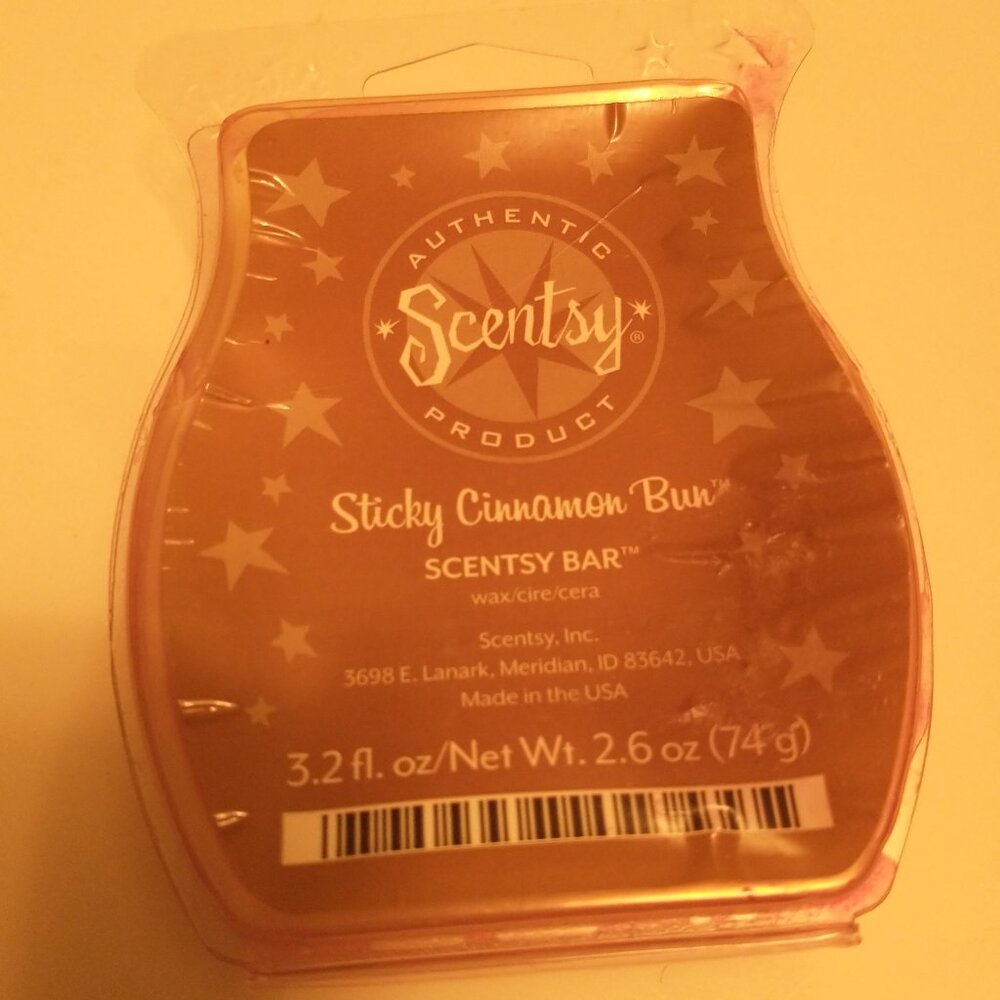 AUTHENTIC
Scentsy®
PRODUCT
Sticky Cinnamon Bun™
SCENTSY BAR™
wax/cire/cera
Scentsy, Inc.
3698 E. Lanark, Meridian, ID 83642, USA
Made in the USA
3.2 fl. oz/Net Wt. 2.6 oz (74 g)